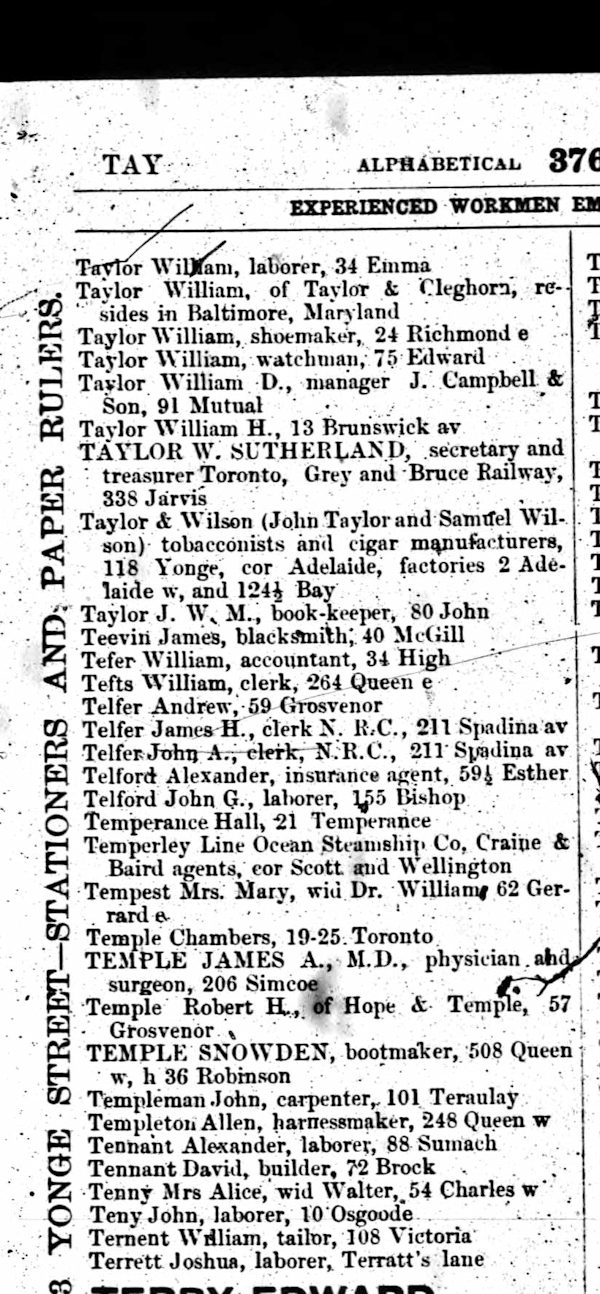 TAY ALPHABETICAL 376
EXPERIENCED WORKMEN EM
3 YONGE STREET—STATIONERS AND PAPER RULERS.
Taylor William, laborer, 34 Emma
Taylor William, of Taylor & Cleghorn, re-
sides in Baltimore, Maryland
Taylor William, shoemaker, 24 Richmond e
Taylor William, watchman, 75 Edward
Taylor William D., manager J. Campbell &
Son, 91 Mutual
Taylor William H., 13 Brunswick av
TAYLOR W. SUTHERLAND, secretary and
treasurer Toronto, Grey and Bruce Railway,
338 Jarvis
Taylor & Wilson (John Taylor and Samuel Wil-
son) tobacconists and cigar manufacturers,
118 Yonge, cor Adelaide, factories 2 Ade-
laide w, and 124½ Bay
Taylor J. W. M., book-keeper, 80 John
Teevin James, blacksmith, 40 McGill
Tefer William, accountant, 34 High
Tefts William, clerk, 264 Queen e
Telfer Andrew, 59 Grosvenor
Telfer James H., clerk N. R.C., 211 Spadina av
Telfer John A., clerk, N.R.C., 211 Spadina av
Telford Alexander, insurance agent, 59½ Esther
Telford John G., laborer, 155 Bishop
Temperance Hall, 21 Temperance
Temperley Line Ocean Steamship Co, Craine &
Baird agents, cor Scott and Wellington
Tempest Mrs. Mary, wid Dr. William, 62 Ger-
rard e
Temple Chambers, 19-25 Toronto
TEMPLE JAMES A., M.D., physician and
surgeon, 206 Simcoe
Temple Robert H., of Hope & Temple, 57
Grosvenor
TEMPLE SNOWDEN, bootmaker, 508 Queen
w, h 36 Robinson
Templeman John, carpenter, 101 Teraulay
Templeton Allen, harnessmaker, 248 Queen w
Tennant Alexander, laborer, 88 Sumach
Tennant David, builder, 72 Brock
Tenny Mrs Alice, wid Walter, 54 Charles w
Teny John, laborer, 10 Osgoode
Ternent William, tailor, 108 Victoria
Terrett Joshua, laborer, Terratt's lane
TERRY EDWARD